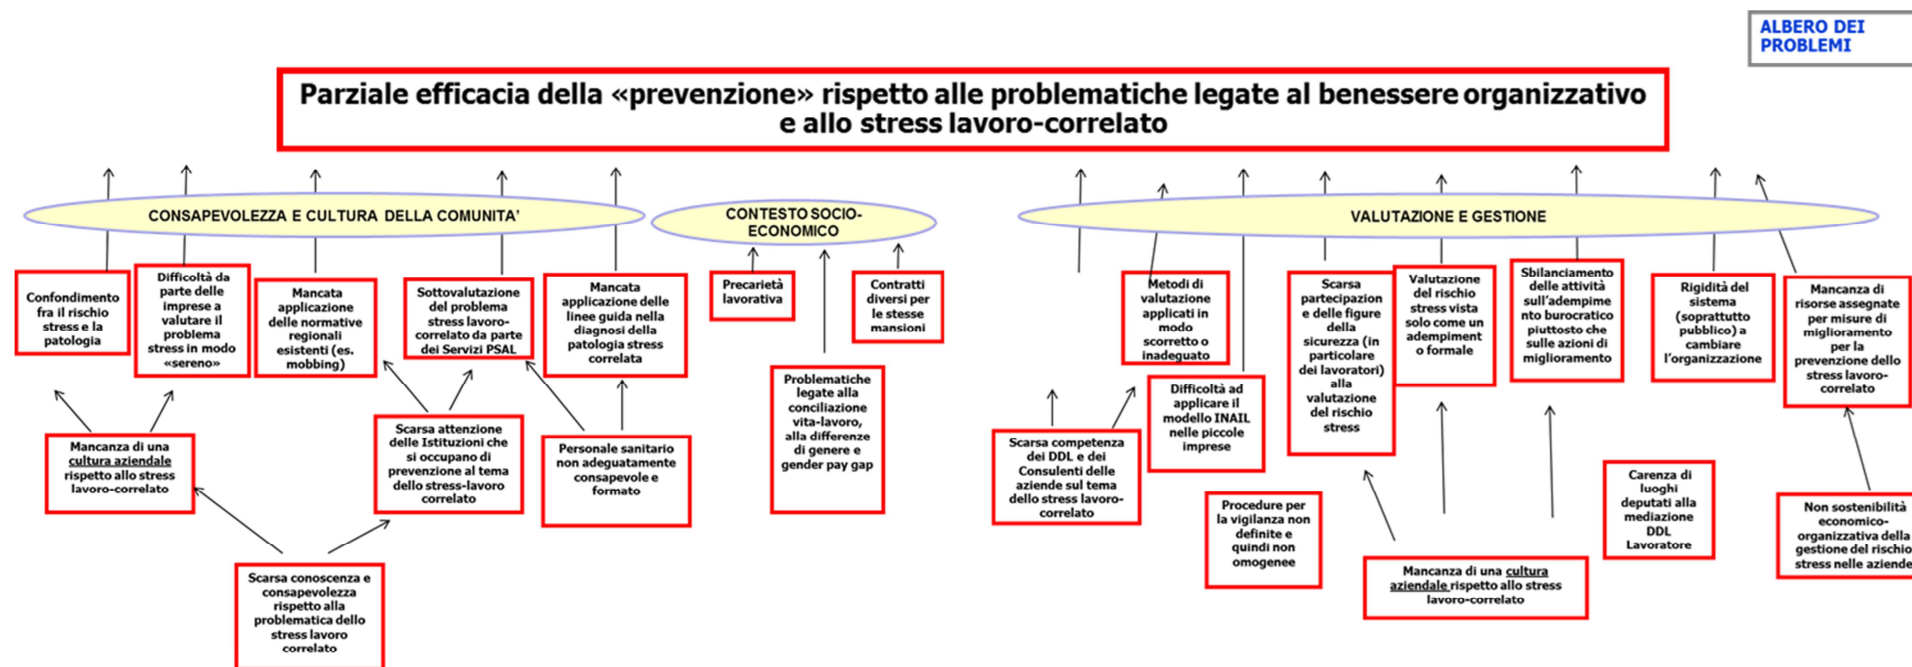 ALBERO DEI
PROBLEMI
Parziale efficacia della «prevenzione» rispetto alle problematiche legate al benessere organizzativo
e allo stress lavoro-correlato
CONSAPEVOLEZZA E CULTURA DELLA COMUNITA’
CONTESTO SOCIO-
ECONOMICO
VALUTAZIONE E GESTIONE
Confondimento
fra il rischio
stress e la
patologia
Difficoltà da
parte delle
imprese a
valutare il
problema
stress in modo
«sereno»
Mancata
applicazione
delle normative
regionali
esistenti (es.
mobbing)
Sottovalutazione
del problema
stress lavoro-
correlato da parte
dei Servizi PSAL
Mancata
applicazione delle
linee guida nella
diagnosi della
patologia stress
correlata
Precarietà
lavorativa
Contratti
diversi per
le stesse
mansioni
Metodi di
valutazione
applicati in
modo
scorretto o
inadeguato
Scarsa
partecipazion
e delle figure
della
sicurezza (in
particolare
dei lavoratori)
alla
valutazione
del rischio
stress
Valutazione
del rischio
stress vista
solo come un
adempiment
o formale
Sbilanciamento
delle attività
sull’adempime
nto burocratico
piuttosto che
sulle azioni di
miglioramento
Rigidità del
sistema
(soprattutto
pubblico) a
cambiare
l’organizzazione
Mancanza di
risorse assegnate
per misure di
miglioramento
per la
prevenzione dello
stress lavoro-
correlato
Mancanza di una
cultura aziendale
rispetto allo stress
lavoro-correlato
Scarsa attenzione
delle Istituzioni che
si occupano di
prevenzione al tema
dello stress-lavoro
correlato
Personale sanitario
non adeguatamente
consapevole e
formato
Problematiche
legate alla
conciliazione
vita-lavoro,
alla differenze
di genere e
gender pay gap
Scarsa competenza
dei DDL e dei
Consulenti delle
aziende sul tema
dello stress lavoro-
correlato
Difficoltà ad
applicare il
modello INAIL
nelle piccole
imprese
Procedure per
la vigilanza non
definite e
quindi non
omogenee
Carenza di
luoghi
deputati alla
mediazione
DDL
Lavoratore
Non sostenibilità
economico-
organizzativa della
gestione del rischio
stress nelle aziende
Mancanza di una cultura
aziendale rispetto allo stress
lavoro-correlato
Scarsa conoscenza e
consapevolezza
rispetto alla
problematica dello
stress lavoro
correlato